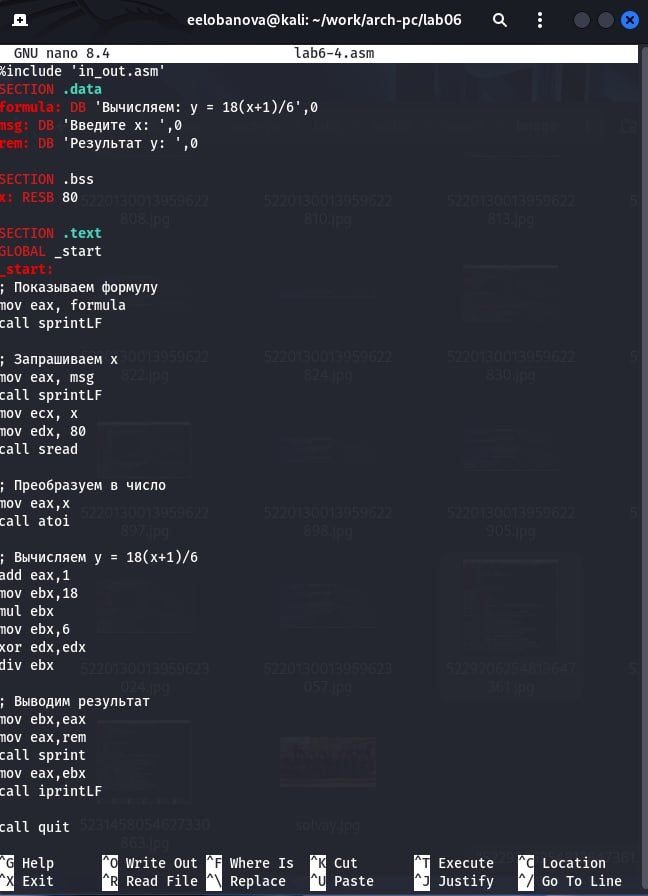 eelobanova@kali: ~/work/arch-pc/lab06
GNU nano 8.4 lab6-4.asm
%include 'in_out.asm'
SECTION .data
formula: DB 'Вычисляем: y = 18(x+1)/6',0
msg: DB 'Введите x: ',0
rem: DB 'Результат y: ',0
SECTION .bss
x: RESB 80
SECTION .text
GLOBAL _start
_start:
; Показываем формулу
mov eax, formula
call sprintLF
; Запрашиваем x
mov eax, msg
call sprintLF
mov ecx, x
mov edx, 80
call sread
; Преобразуем в число
mov eax,x
call atoi
; Вычисляем y = 18(x+1)/6
add eax,1
mov ebx,18
mul ebx
mov ebx,6
xor edx,edx
div ebx
; Выводим результат
mov ebx,eax
mov eax,rem
call sprint
mov eax,ebx
call iprintLF
call quit
^G Help ^O Write Out ^F Where Is ^K Cut ^T Execute ^C Location
^X Exit ^R Read File ^\ Replace ^U Paste ^J Justify ^/ Go To Line